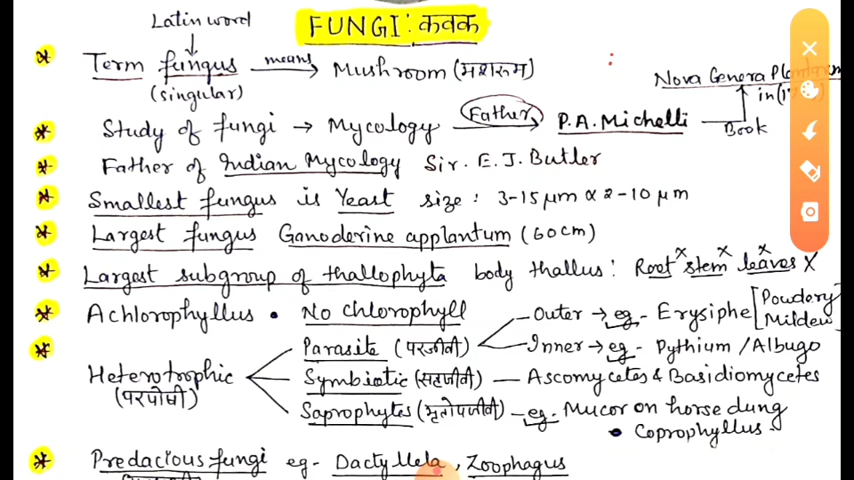 Latin word
FUNGI: कवक
Term fungus means Mushroom (मशरूम)
(singular)
Nova Genera
in
Study of fungi → Mycology Father P.A. Michelli Book
Father of Indian Mycology Sir. E. J. Butler
Smallest fungus is Yeast size: 3-15 μm α 2-10 μm
Largest fungus Ganoderine applantum (60cm)
Largest subgroup of thallophyta body thallus: Root x stem x leaves x X
Achlorophyllus • No chlorophyll
Outer → eg - Erysiphe [Powdery Mildew
Heterotrophic (परपोषी)
Parasite (परजीवी)
Inner → eg - Pythium / Albugo
Symbiotic (सहजीवी) - Ascomycetes & Basidiomycetes
Saprophytes (मृतोपजीवी) - eg - Mucor on horse dung
• Coprophyllus.
Predacious fungi eg - Dactyllela, Zoophagus